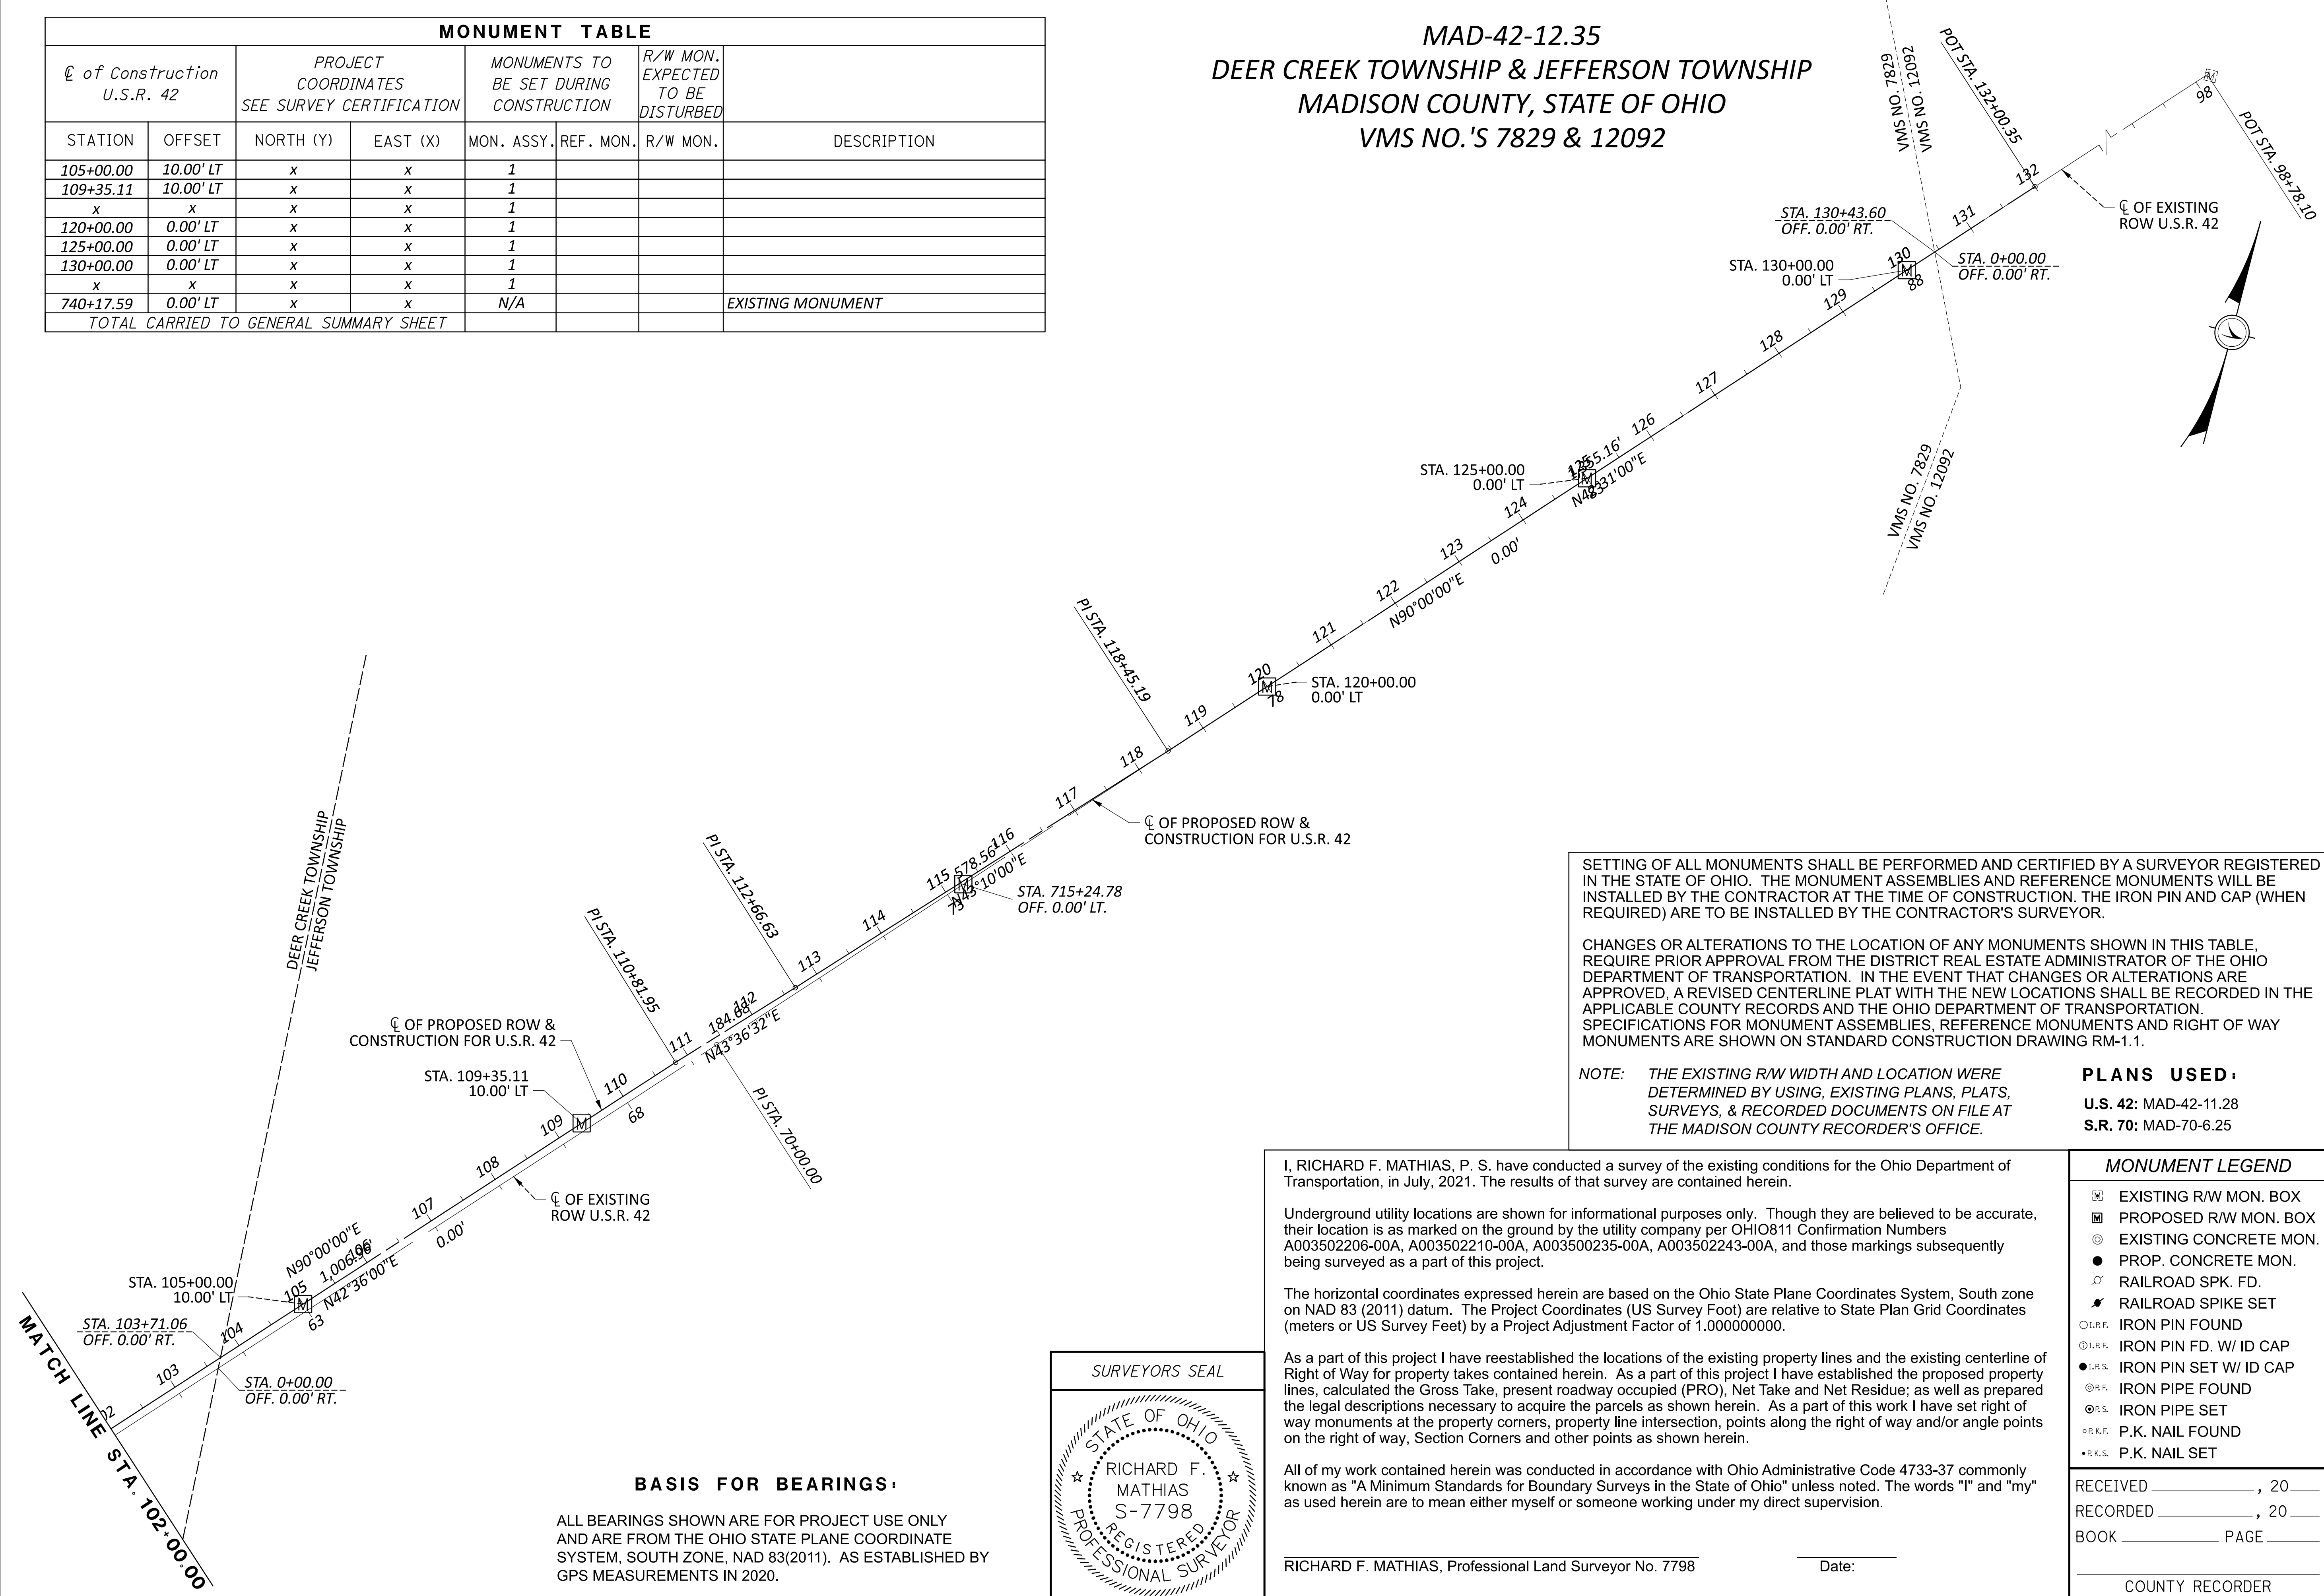 MONUMENT TABLE
℄ of Construction
U.S.R. 42
PROJECT
COORDINATES
SEE SURVEY CERTIFICATION
MONUMENTS TO
BE SET DURING
CONSTRUCTION
R/W MON.
EXPECTED
TO BE
DISTURBED
STATION OFFSET NORTH (Y) EAST (X) MON. ASSY. REF. MON. R/W MON. DESCRIPTION
105+00.00 10.00' LT x x 1
109+35.11 10.00' LT x x 1
x x x x 1
120+00.00 0.00' LT x x 1
125+00.00 0.00' LT x x 1
130+00.00 0.00' LT x x 1
x x x x 1
740+17.59 0.00' LT x x N/A EXISTING MONUMENT
TOTAL CARRIED TO GENERAL SUMMARY SHEET
MAD-42-12.35
DEER CREEK TOWNSHIP & JEFFERSON TOWNSHIP
MADISON COUNTY, STATE OF OHIO
VMS NO.'S 7829 & 12092
VMS NO. 7829
VMS NO. 12092
POT STA. 132+00.35
M
98
POT STA. 98+78.10
132
℄ OF EXISTING
ROW U.S.R. 42
131
STA. 130+43.60
OFF. 0.00' RT.
STA. 0+00.00
OFF. 0.00' RT.
130
M
88
STA. 130+00.00
0.00' LT
129
128
127
126
STA. 125+00.00
0.00' LT
125
M
124
123
0.00'
122
N90°00'00"E
VMS NO. 7829
VMS NO. 12092
121
120
M
78
STA. 120+00.00
0.00' LT
PI STA. 118+45.19
119
118
117
℄ OF PROPOSED ROW &
CONSTRUCTION FOR U.S.R. 42
116
578.56'
N43°10'00"E
115
M
73
STA. 715+24.78
OFF. 0.00' LT.
114
PI STA. 112+66.63
113
112
184.68'
N43°36'32"E
PI STA. 110+81.95
111
PI STA. 70+00.00
℄ OF PROPOSED ROW &
CONSTRUCTION FOR U.S.R. 42
STA. 109+35.11
10.00' LT
110
68
109
M
108
℄ OF EXISTING
ROW U.S.R. 42
107
0.00'
DEER CREEK TOWNSHIP
JEFFERSON TOWNSHIP
N90°00'00"E
106
1,006.96'
N42°36'00"E
105
M
63
STA. 105+00.00
10.00' LT
STA. 103+71.06
OFF. 0.00' RT.
104
103
STA. 0+00.00
OFF. 0.00' RT.
MATCH LINE STA. 102+00.00
BASIS FOR BEARINGS:
ALL BEARINGS SHOWN ARE FOR PROJECT USE ONLY
AND ARE FROM THE OHIO STATE PLANE COORDINATE
SYSTEM, SOUTH ZONE, NAD 83(2011). AS ESTABLISHED BY
GPS MEASUREMENTS IN 2020.
SETTING OF ALL MONUMENTS SHALL BE PERFORMED AND CERTIFIED BY A SURVEYOR REGISTERED
IN THE STATE OF OHIO. THE MONUMENT ASSEMBLIES AND REFERENCE MONUMENTS WILL BE
INSTALLED BY THE CONTRACTOR AT THE TIME OF CONSTRUCTION. THE IRON PIN AND CAP (WHEN
REQUIRED) ARE TO BE INSTALLED BY THE CONTRACTOR'S SURVEYOR.
CHANGES OR ALTERATIONS TO THE LOCATION OF ANY MONUMENTS SHOWN IN THIS TABLE,
REQUIRE PRIOR APPROVAL FROM THE DISTRICT REAL ESTATE ADMINISTRATOR OF THE OHIO
DEPARTMENT OF TRANSPORTATION. IN THE EVENT THAT CHANGES OR ALTERATIONS ARE
APPROVED, A REVISED CENTERLINE PLAT WITH THE NEW LOCATIONS SHALL BE RECORDED IN THE
APPLICABLE COUNTY RECORDS AND THE OHIO DEPARTMENT OF TRANSPORTATION.
SPECIFICATIONS FOR MONUMENT ASSEMBLIES, REFERENCE MONUMENTS AND RIGHT OF WAY
MONUMENTS ARE SHOWN ON STANDARD CONSTRUCTION DRAWING RM-1.1.
NOTE: THE EXISTING R/W WIDTH AND LOCATION WERE
DETERMINED BY USING, EXISTING PLANS, PLATS,
SURVEYS, & RECORDED DOCUMENTS ON FILE AT
THE MADISON COUNTY RECORDER'S OFFICE.
PLANS USED:
U.S. 42: MAD-42-11.28
S.R. 70: MAD-70-6.25
I, RICHARD F. MATHIAS, P. S. have conducted a survey of the existing conditions for the Ohio Department of
Transportation, in July, 2021. The results of that survey are contained herein.
Underground utility locations are shown for informational purposes only. Though they are believed to be accurate,
their location is as marked on the ground by the utility company per OHIO811 Confirmation Numbers
A003502206-00A, A003502210-00A, A003500235-00A, A003502243-00A, and those markings subsequently
being surveyed as a part of this project.
The horizontal coordinates expressed herein are based on the Ohio State Plane Coordinates System, South zone
on NAD 83 (2011) datum. The Project Coordinates (US Survey Foot) are relative to State Plan Grid Coordinates
(meters or US Survey Feet) by a Project Adjustment Factor of 1.000000000.
As a part of this project I have reestablished the locations of the existing property lines and the existing centerline of
Right of Way for property takes contained herein. As a part of this project I have established the proposed property
lines, calculated the Gross Take, present roadway occupied (PRO), Net Take and Net Residue; as well as prepared
the legal descriptions necessary to acquire the parcels as shown herein. As a part of this work I have set right of
way monuments at the property corners, property line intersection, points along the right of way and/or angle points
on the right of way, Section Corners and other points as shown herein.
All of my work contained herein was conducted in accordance with Ohio Administrative Code 4733-37 commonly
known as "A Minimum Standards for Boundary Surveys in the State of Ohio" unless noted. The words "I" and "my"
as used herein are to mean either myself or someone working under my direct supervision.
RICHARD F. MATHIAS, Professional Land Surveyor No. 7798 Date:
SURVEYORS SEAL
STATE OF OHIO
RICHARD F.
MATHIAS
S-7798
REGISTERED
PROFESSIONAL SURVEYOR
MONUMENT LEGEND
M EXISTING R/W MON. BOX
M PROPOSED R/W MON. BOX
EXISTING CONCRETE MON.
PROP. CONCRETE MON.
RAILROAD SPK. FD.
RAILROAD SPIKE SET
I.P.F. IRON PIN FOUND
I.P.F. IRON PIN FD. W/ ID CAP
I.P.S. IRON PIN SET W/ ID CAP
P.F. IRON PIPE FOUND
P.S. IRON PIPE SET
P.K.F. P.K. NAIL FOUND
P.K.S. P.K. NAIL SET
RECEIVED , 20
RECORDED , 20
BOOK PAGE
COUNTY RECORDER